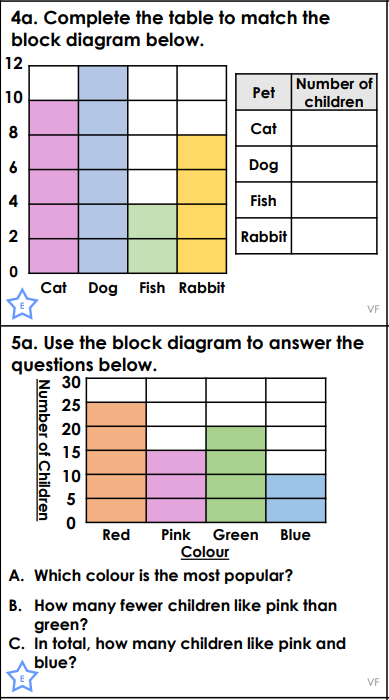 4a. Complete the table to match the
block diagram below.
12
10
8
6
4
2
0
Cat Dog Fish Rabbit
Pet Number of children
Cat
Dog
Fish
Rabbit
E
VF
5a. Use the block diagram to answer the
questions below.
Number of Children
30
25
20
15
10
5
0
Red Pink Green Blue
Colour
A. Which colour is the most popular?
B. How many fewer children like pink than
green?
C. In total, how many children like pink and
blue?
E
VF